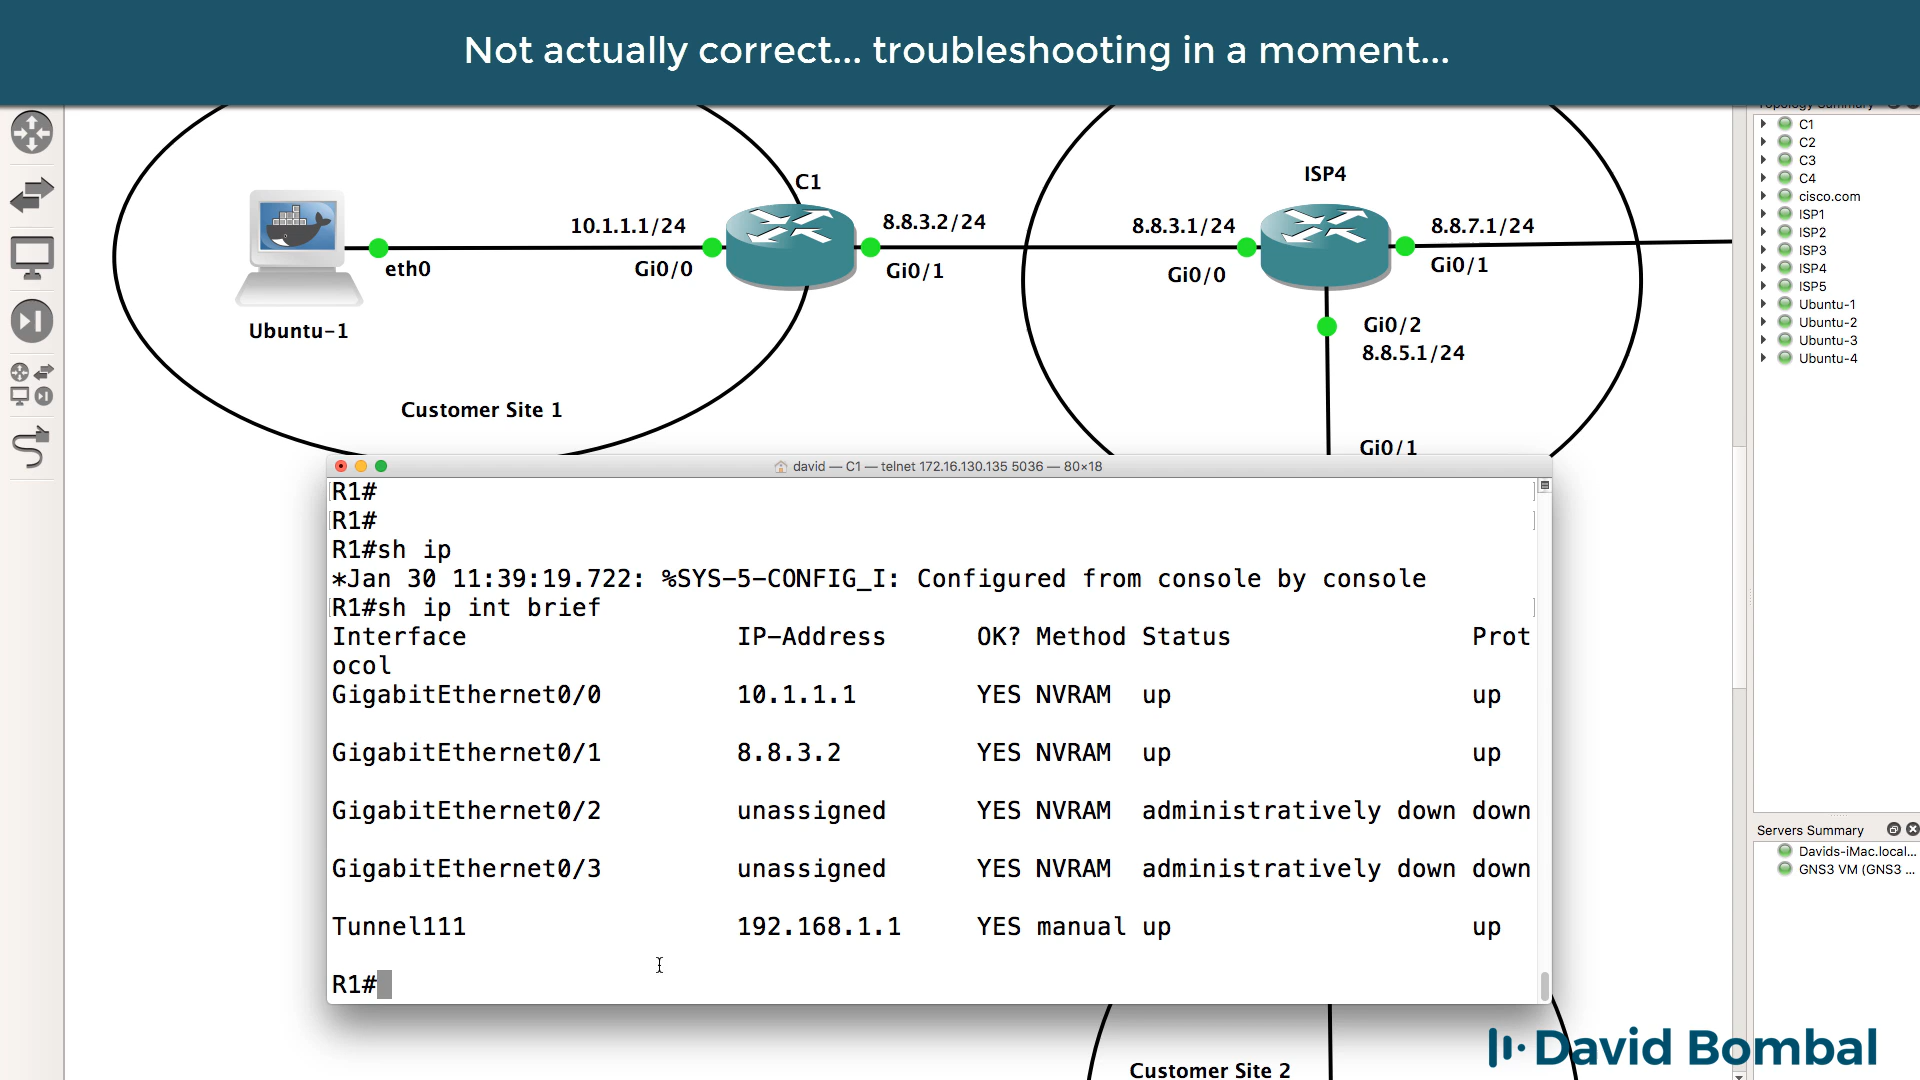 Not actually correct... troubleshooting in a moment...
Topology Summary
C1
C2
C3
C4
cisco.com
ISP1
ISP2
ISP3
ISP4
ISP5
Ubuntu-1
Ubuntu-2
Ubuntu-3
Ubuntu-4
C1
ISP4
10.1.1.1/24
8.8.3.2/24
8.8.3.1/24
8.8.7.1/24
eth0
Gi0/0
Gi0/1
Gi0/0
Gi0/1
Ubuntu-1
Gi0/2
8.8.5.1/24
Customer Site 1
Gi0/1
david — C1 — telnet 172.16.130.135 5036 — 80×18
R1#
R1#
R1#sh ip
*Jan 30 11:39:19.722: %SYS-5-CONFIG_I: Configured from console by console
R1#sh ip int brief
Interface IP-Address OK? Method Status Prot
ocol
GigabitEthernet0/0 10.1.1.1 YES NVRAM up up
GigabitEthernet0/1 8.8.3.2 YES NVRAM up up
GigabitEthernet0/2 unassigned YES NVRAM administratively down down
GigabitEthernet0/3 unassigned YES NVRAM administratively down down
Tunnel111 192.168.1.1 YES manual up up
R1#
Servers Summary
Davids-iMac.local...
GNS3 VM (GNS3 ...
Customer Site 2
David Bombal